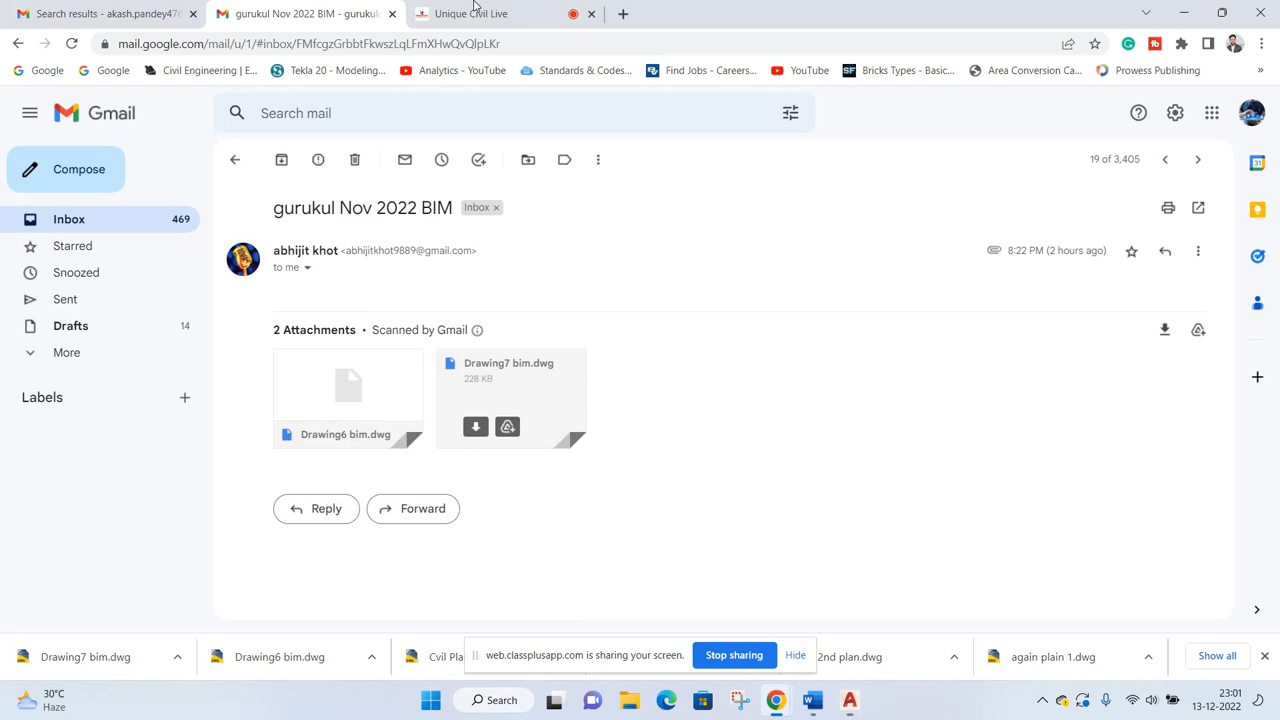 Search results - akash.pandey476
gurukul Nov 2022 BIM - gurukul
Unique Civil Live
mail.google.com/mail/u/1/#inbox/
Google
Google
Civil Engineering | E...
Tekla 20 - Modeling...
Analytics - YouTube
Standards & Codes...
Find Jobs - Careers...
YouTube
Bricks Types - Basic...
Area Conversion Ca...
Prowess Publishing
»
Gmail
Search mail
Compose
19 of 3,405
Inbox 469
gurukul Nov 2022 BIM Inbox ×
Starred
abhijit khot <abhijitkhot9889@gmail.com>
8:22 PM (2 hours ago)
to me
Snoozed
Sent
Drafts 14
2 Attachments • Scanned by Gmail
More
Drawing7 bim.dwg
228 KB
Labels
Drawing6 bim.dwg
Reply
Forward
Drawing7 bim.dwg
Drawing6 bim.dwg
Cvil Pla
web.classplusapp.com is sharing your screen.
Stop sharing
Hide
2nd plan.dwg
again plain 1.dwg
Show all
30°C
Haze
Search
23:01
13-12-2022